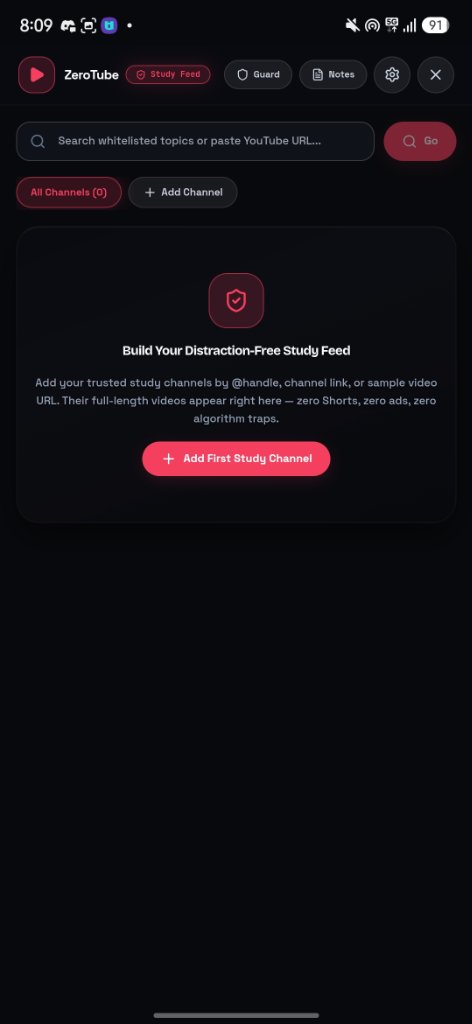 8:09
5G
91
ZeroTube
Study Feed
Guard
Notes
Search whitelisted topics or paste YouTube URL...
Go
All Channels (0)
Add Channel
Build Your Distraction-Free Study Feed
Add your trusted study channels by @handle, channel link, or sample video
URL. Their full-length videos appear right here — zero Shorts, zero ads, zero
algorithm traps.
Add First Study Channel